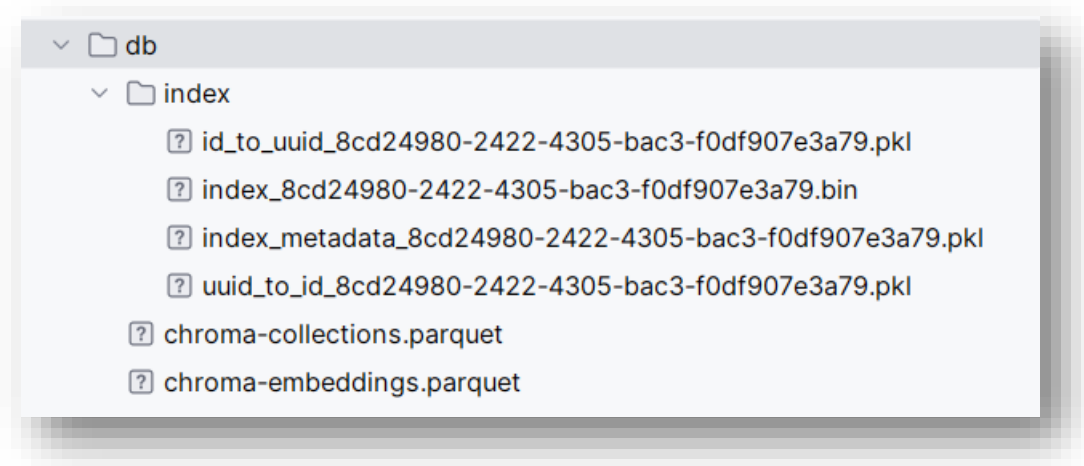 db
index
id_to_uuid_8cd24980-2422-4305-bac3-f0df907e3a79.pkl
index_8cd24980-2422-4305-bac3-f0df907e3a79.bin
index_metadata_8cd24980-2422-4305-bac3-f0df907e3a79.pkl
uuid_to_id_8cd24980-2422-4305-bac3-f0df907e3a79.pkl
chroma-collections.parquet
chroma-embeddings.parquet